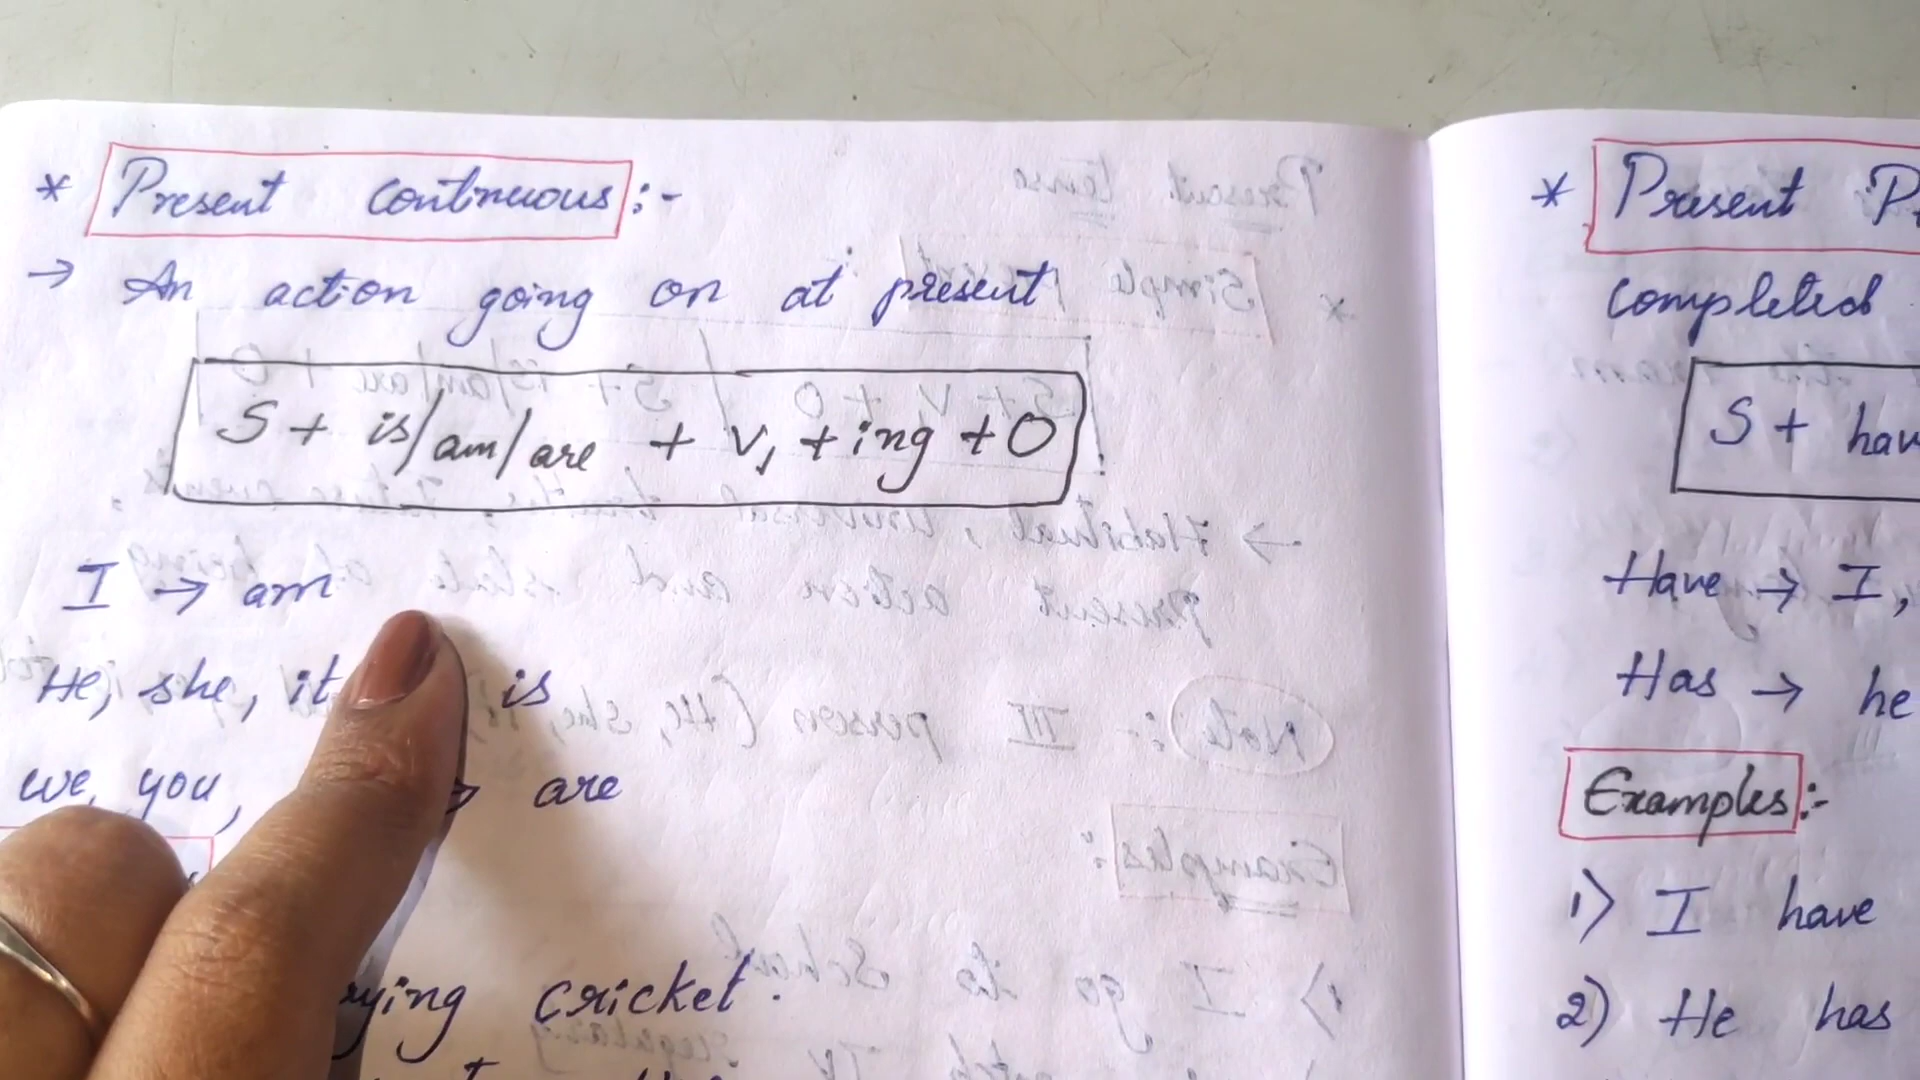 * Present continuous :-
→ An action going on at present
S + is/am/are + V₁ + ing + O
I → am
He, she, it is
we, you, → are
cricket.
* Present
completed
S + hav
Have → I,
Has → he
Examples :-
1) I have
2) He has